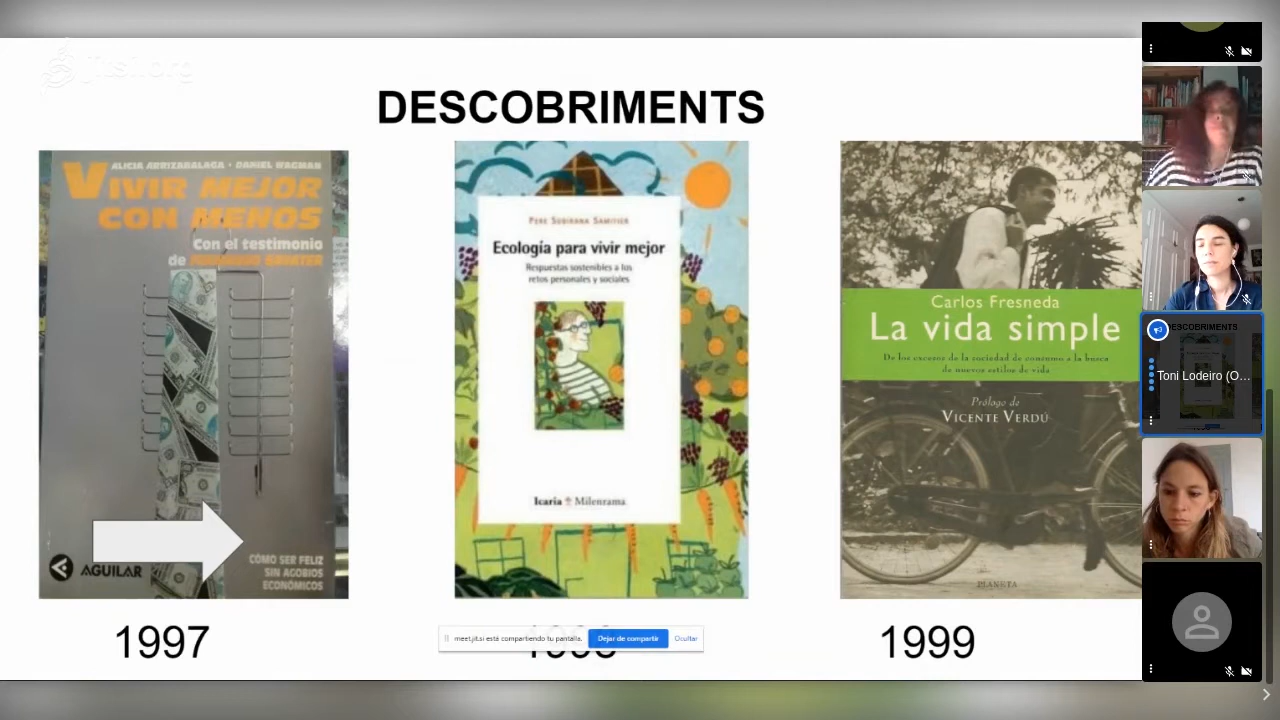 jitsi.org
DESCOBRIMENTS
ALICIA ARRIZABALAGA • DANIEL WAGMAN
VIVIR MEJOR
CON MENOS
Con el testimonio
de FERNANDO SAVATER
CÓMO SER FELIZ
SIN AGOBIOS
ECONÓMICOS
AGUILAR
1997
PERE SUBIRANA SAMITIER
Ecología para vivir mejor
Respuestas sostenibles a los
retos personales y sociales
Icaria Milenrama
meet.jit.si está compartiendo tu pantalla.
Dejar de compartir
Ocultar
Carlos Fresneda
La vida simple
De los excesos de la sociedad de consumo a la busca
de nuevos estilos de vida
Prólogo de
VICENTE VERDÚ
PLANETA
1999
DESCOBRIMENTS
Toni Lodeiro (O...